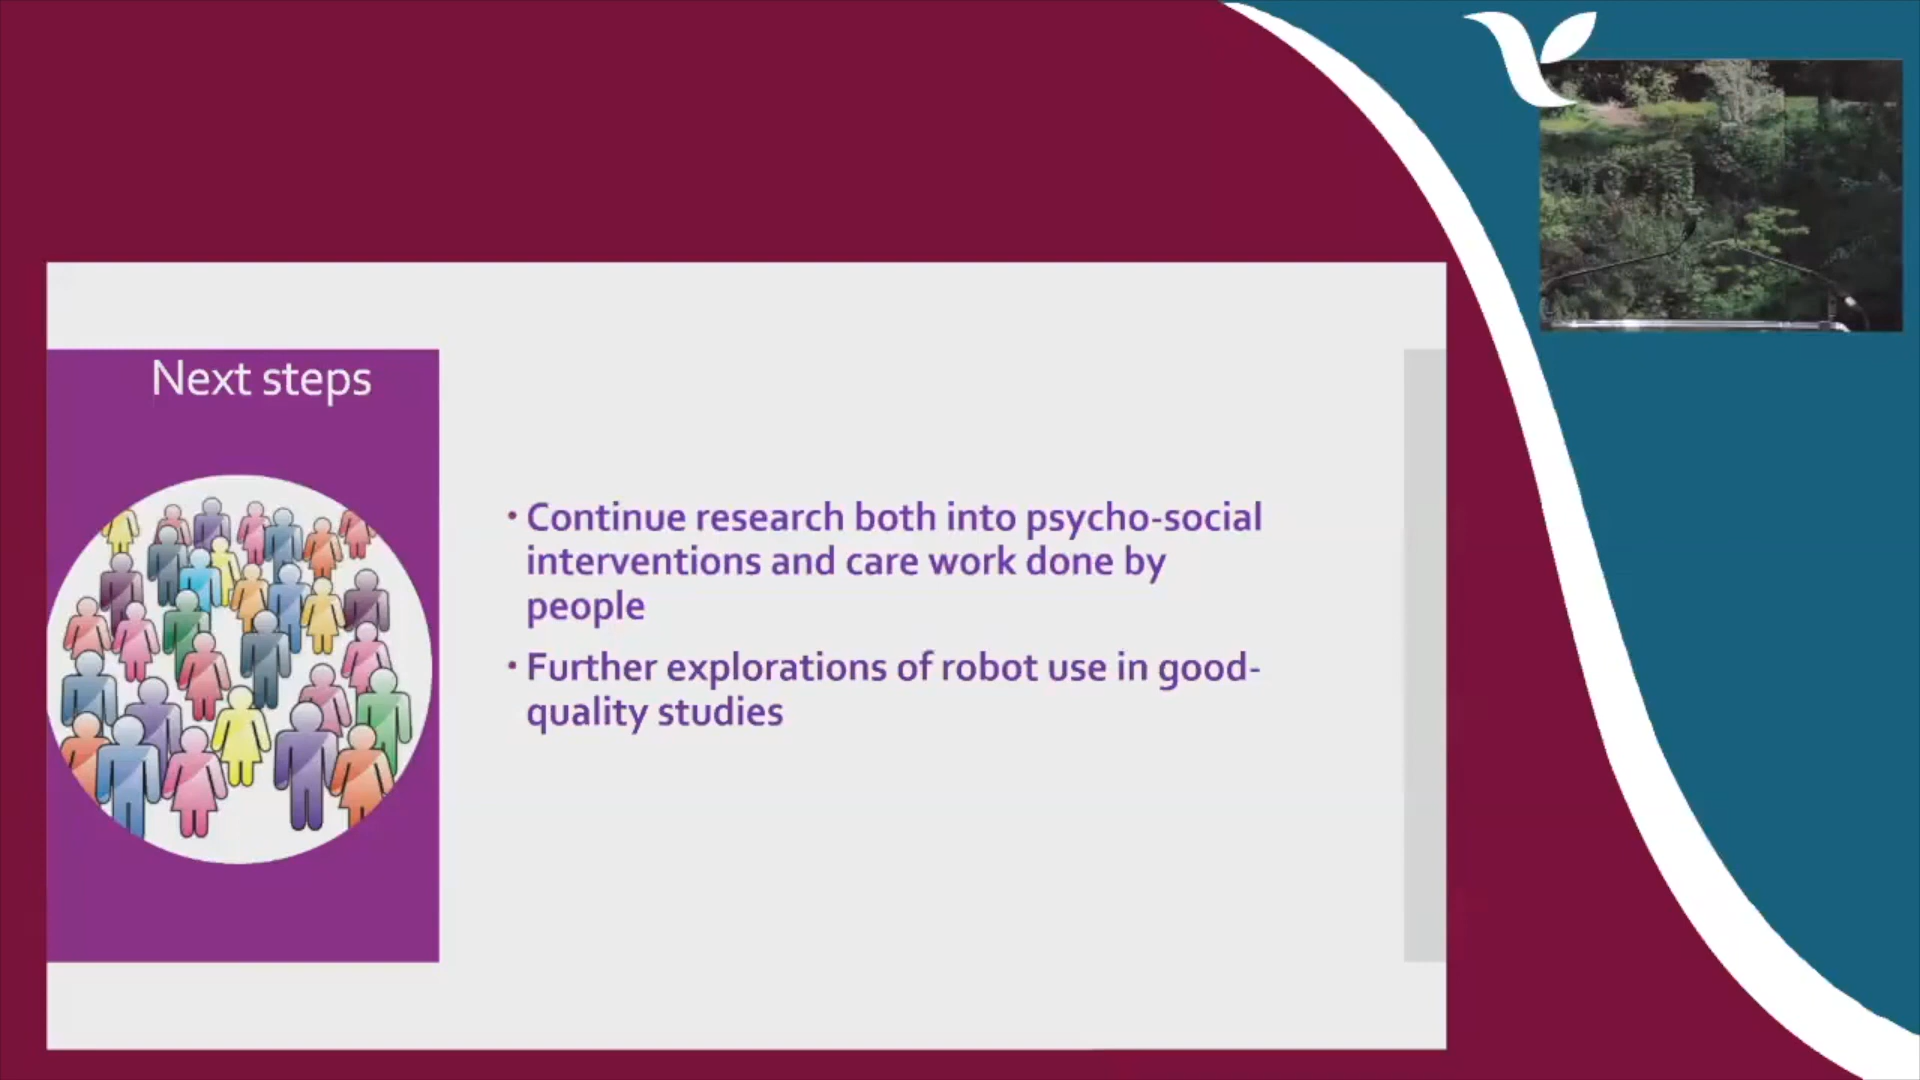 Next steps
• Continue research both into psycho-social
interventions and care work done by
people
• Further explorations of robot use in good-
quality studies